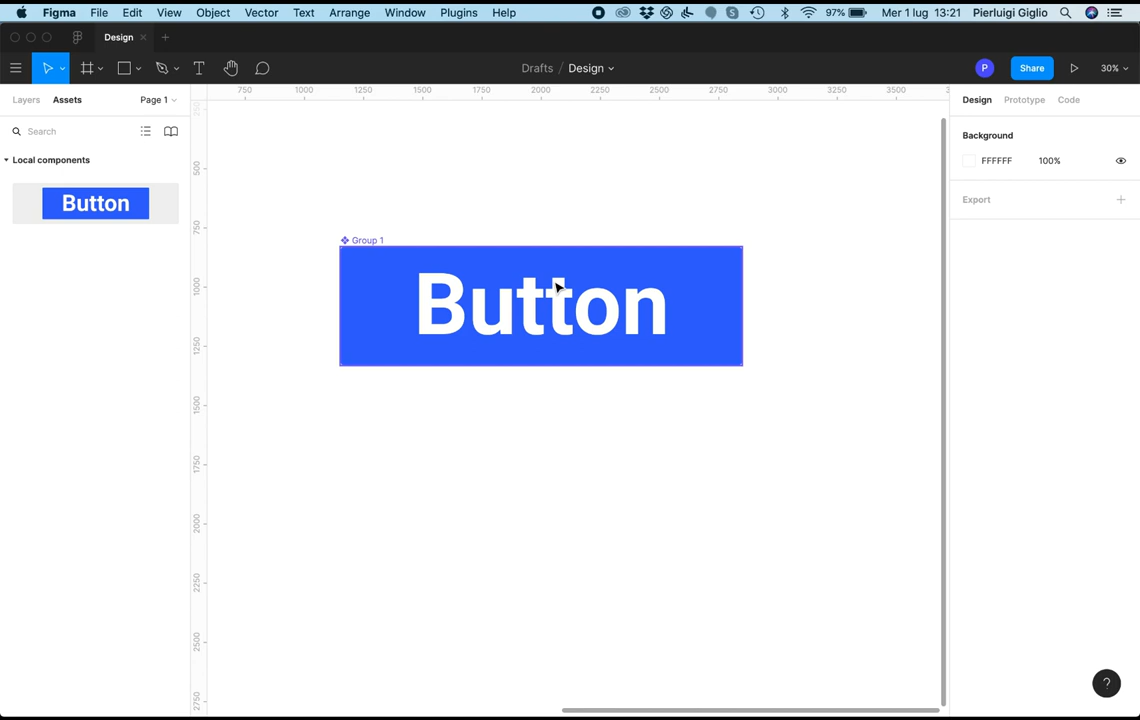 Figma File Edit View Object Vector Text Arrange Window Plugins Help 97% Mer 1 lug 13:21 Pierluigi Giglio
Design
Drafts / Design P Share 30%
Layers Assets Page 1
Search
Local components
Button
750 1000 1250 1500 1750 2000 2250 2500 2750 3000 3250 3500
250
500
750
1000
1250
1500
1750
2000
2250
2500
2750
Group 1
Button
Design Prototype Code
Background
FFFFFF 100%
Export
?